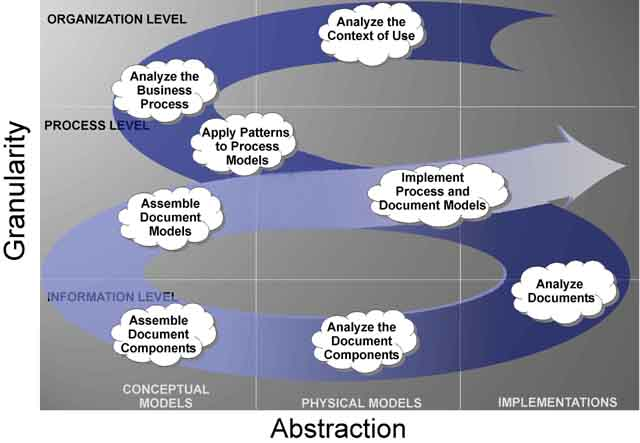 ORGANIZATION LEVEL
Analyze the
Context of Use
Analyze the
Business
Process
PROCESS LEVEL
Apply Patterns
to Process
Models
Implement
Process and
Document Models
Assemble
Document
Models
Granularity
INFORMATION LEVEL
Analyze
Documents
Assemble
Document
Components
Analyze the
Document
Components
CONCEPTUAL
MODELS
PHYSICAL MODELS
IMPLEMENTATIONS
Abstraction